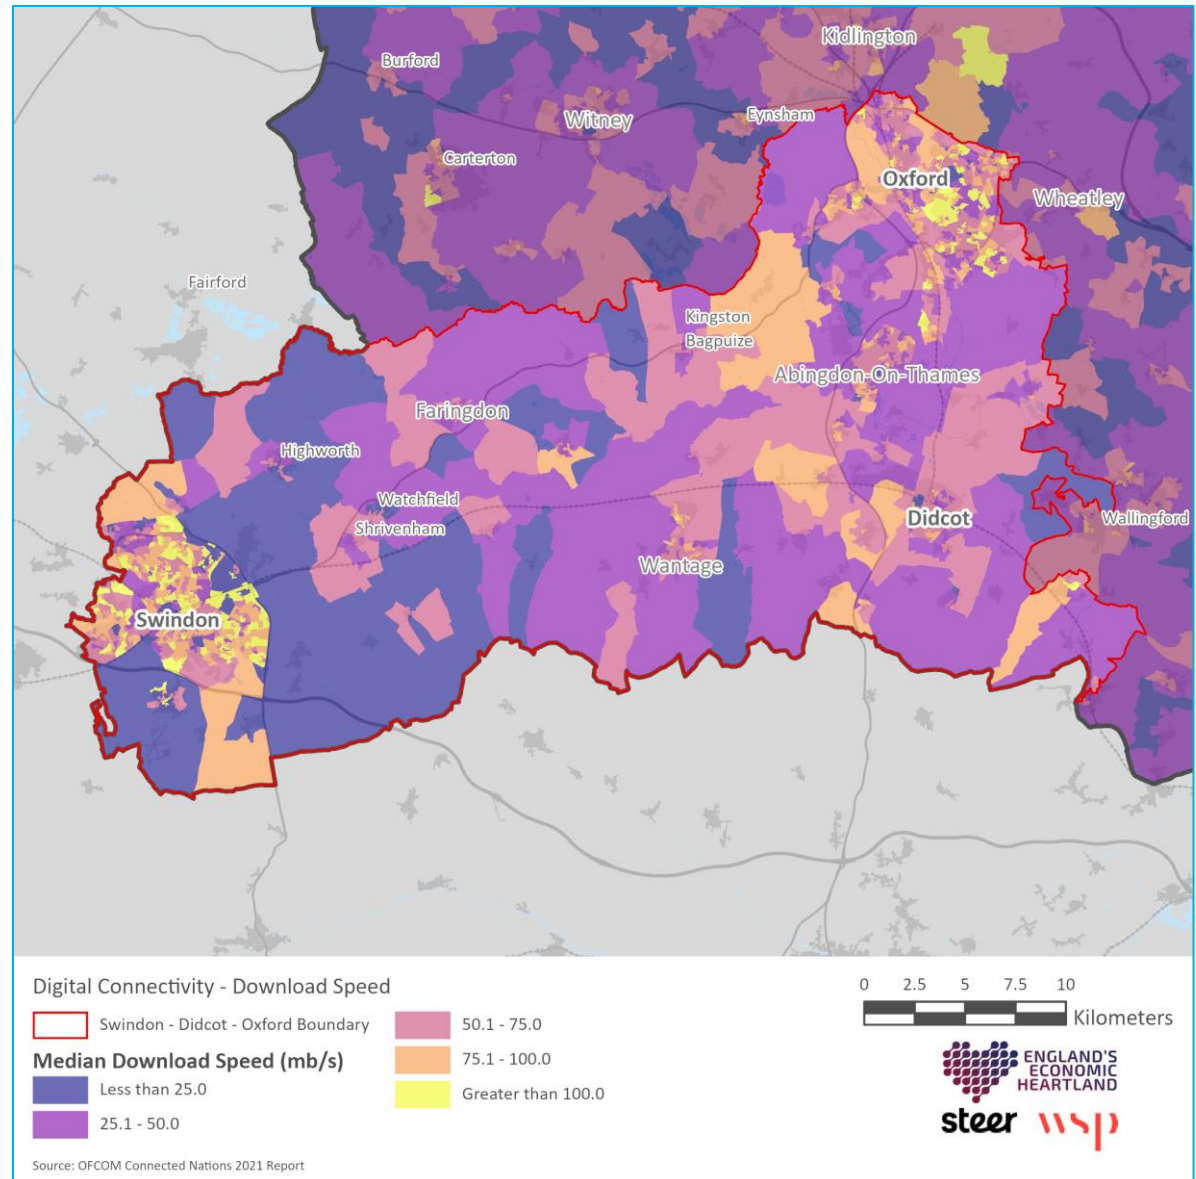 Kidlington
Burford
Witney
Eynsham
Carterton
Oxford
Wheatley
Fairford
Kingston
Bagpuize
Abingdon-On-Thames
Faringdon
Highworth
Watchfield
Shrivenham
Didcot
Wallingford
Wantage
Swindon
Digital Connectivity - Download Speed
Swindon - Didcot - Oxford Boundary
Median Download Speed (mb/s)
Less than 25.0
25.1 - 50.0
50.1 - 75.0
75.1 - 100.0
Greater than 100.0
0 2.5 5 7.5 10
Kilometers
ENGLAND'S
ECONOMIC
HEARTLAND
steer wsp
Source: OFCOM Connected Nations 2021 Report